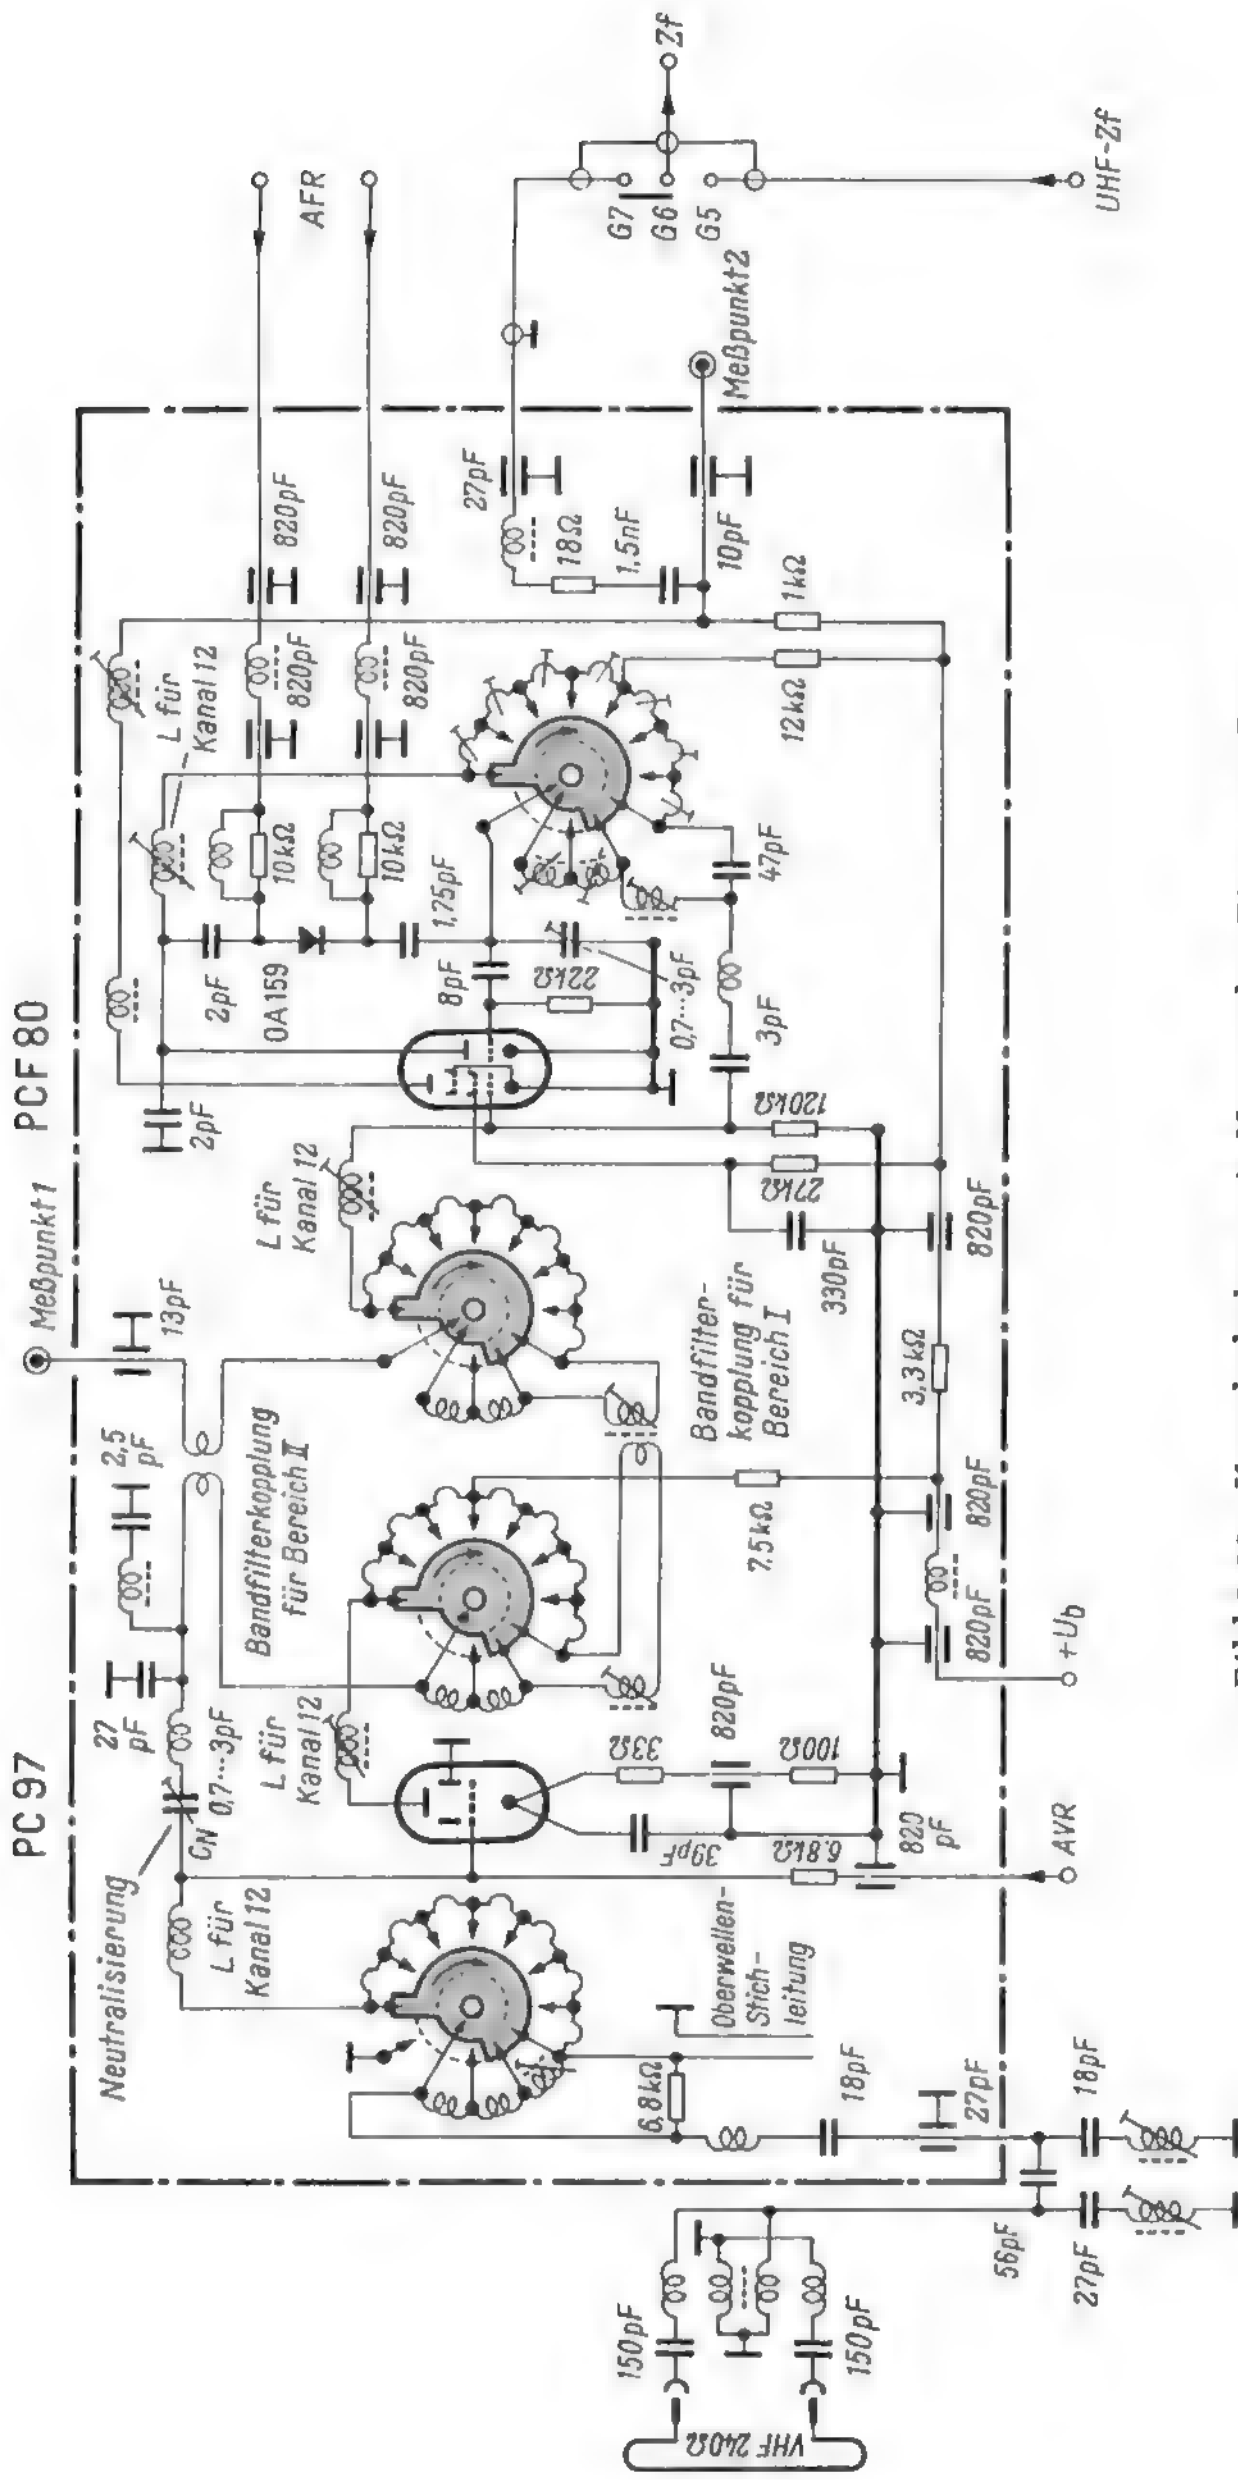 PC97
PCF80
Meßpunkt1
Neutralisierung
CN
0,7...3pF
27
pF
2,5
pF
13pF
L für
Kanal 12
L für
Kanal 12
Bandfilterkopplung
für Bereich II
L für
Kanal 12
2pF
2pF
OA159
L für
Kanal 12
10kΩ
10kΩ
820pF
820pF
820pF
820pF
AFR
1,75pF
8pF
22kΩ
0,7...3pF
3pF
47pF
27pF
18Ω
1,5nF
10pF
Meßpunkt2
G7
G6
G5
Zf
UHF-Zf
1kΩ
12kΩ
120kΩ
27kΩ
330pF
Bandfilter-
kopplung für
Bereich I
7,5kΩ
3,3kΩ
820pF
820pF
820pF
+Ub
33Ω
820pF
100Ω
39pF
6,8kΩ
820
pF
AVR
Oberwellen-
Stich-
leitung
6,8kΩ
18pF
27pF
18pF
56pF
27pF
150pF
150pF
VHF 240Ω